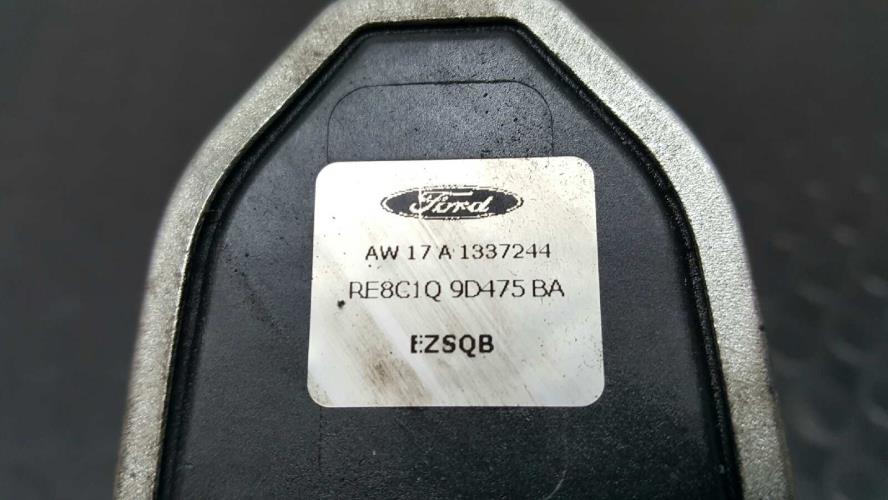 Ford
AW 17 A 1337244
RE8C1Q 9D475 BA
EZSQB